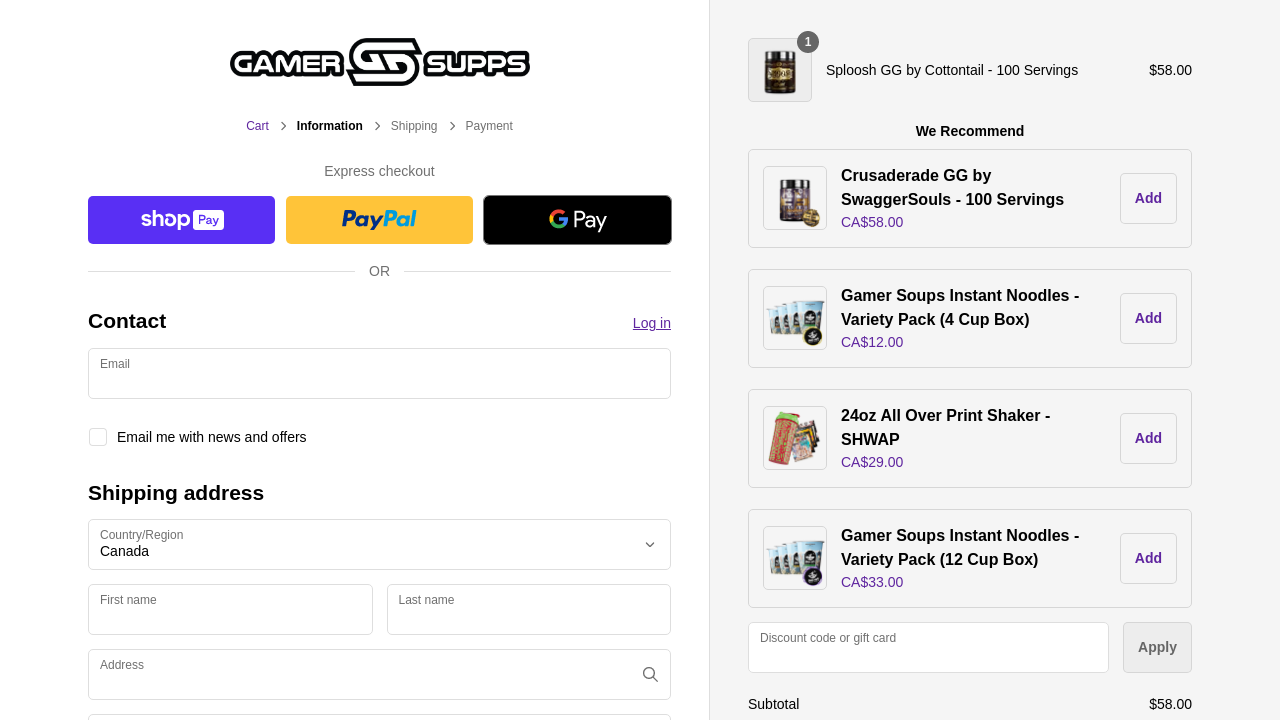 GAMER SUPPS
Cart
Information
Shipping
Payment
Express checkout
shop Pay
PayPal
G Pay
OR
Contact
Log in
Email
Email me with news and offers
Shipping address
Country/Region
Canada
First name
Last name
Address
1
Sploosh GG by Cottontail - 100 Servings
$58.00
We Recommend
Crusaderade GG by
SwaggerSouls - 100 Servings
CA$58.00
Add
Gamer Soups Instant Noodles -
Variety Pack (4 Cup Box)
CA$12.00
Add
24oz All Over Print Shaker -
SHWAP
CA$29.00
Add
Gamer Soups Instant Noodles -
Variety Pack (12 Cup Box)
CA$33.00
Add
Discount code or gift card
Apply
Subtotal
$58.00